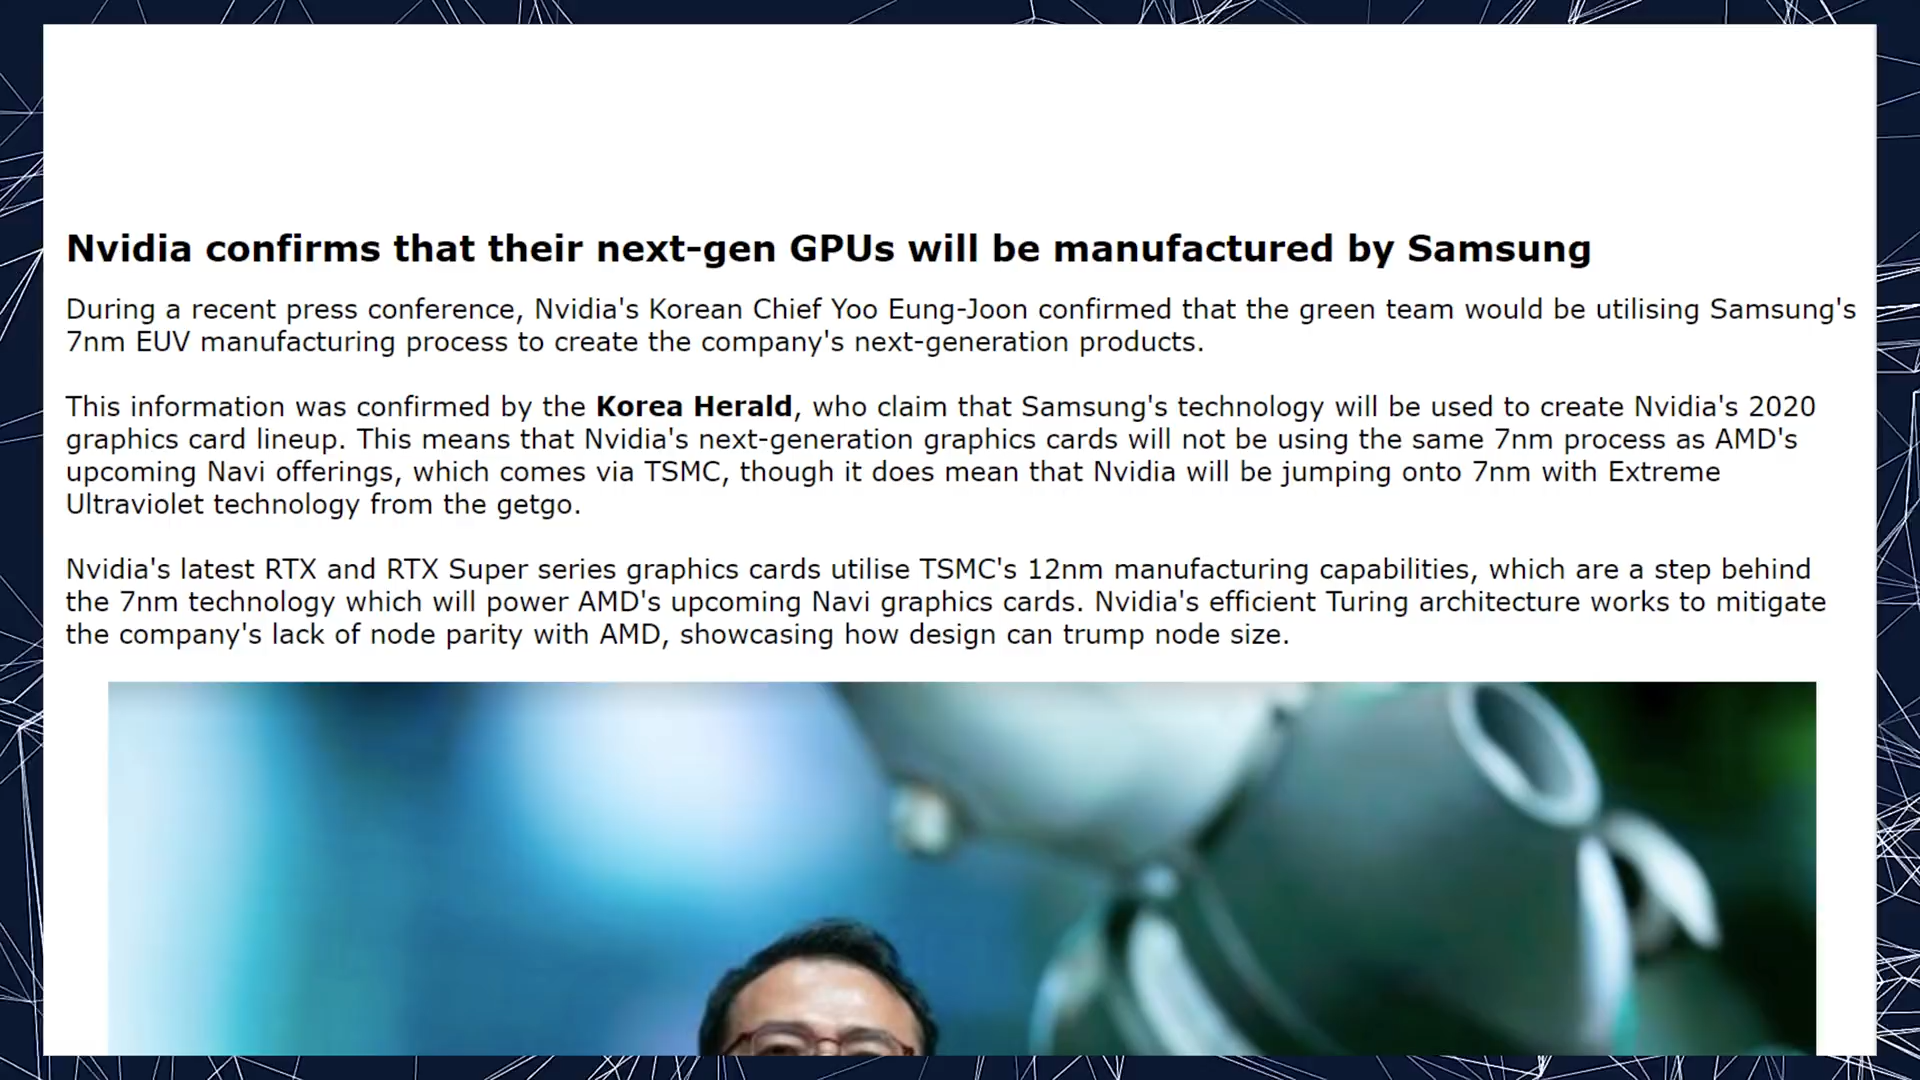 Nvidia confirms that their next-gen GPUs will be manufactured by Samsung
During a recent press conference, Nvidia's Korean Chief Yoo Eung-Joon confirmed that the green team would be utilising Samsung's
7nm EUV manufacturing process to create the company's next-generation products.
This information was confirmed by the Korea Herald, who claim that Samsung's technology will be used to create Nvidia's 2020
graphics card lineup. This means that Nvidia's next-generation graphics cards will not be using the same 7nm process as AMD's
upcoming Navi offerings, which comes via TSMC, though it does mean that Nvidia will be jumping onto 7nm with Extreme
Ultraviolet technology from the getgo.
Nvidia's latest RTX and RTX Super series graphics cards utilise TSMC's 12nm manufacturing capabilities, which are a step behind
the 7nm technology which will power AMD's upcoming Navi graphics cards. Nvidia's efficient Turing architecture works to mitigate
the company's lack of node parity with AMD, showcasing how design can trump node size.